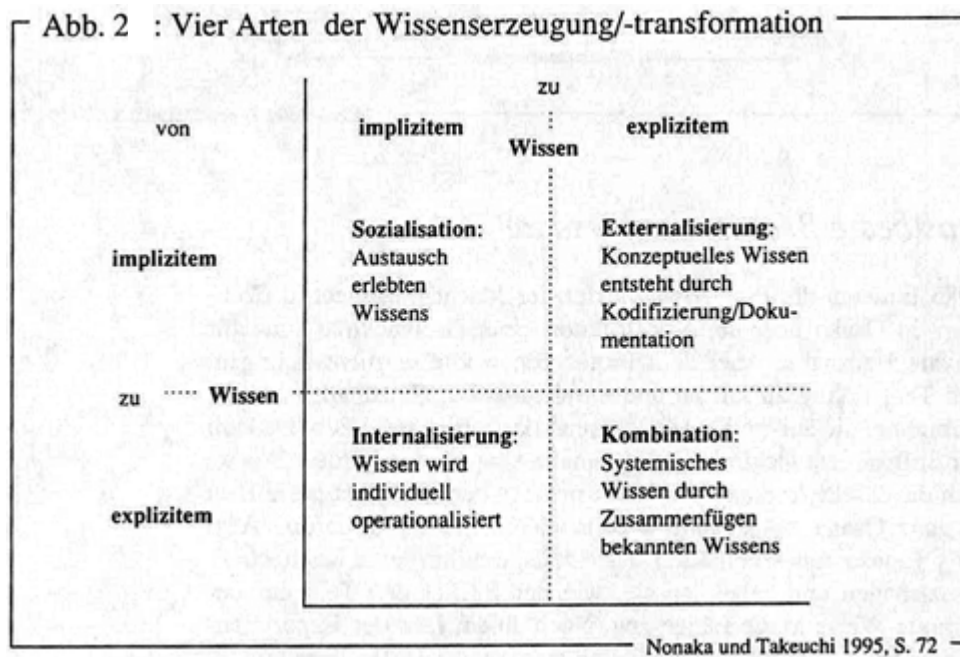 Abb. 2 : Vier Arten der Wissenserzeugung/-transformation
zu
von implizitem explizitem
Wissen
Sozialisation: Externalisierung:
implizitem Austausch Konzeptuelles Wissen
erlebten entsteht durch
Wissens Kodifizierung/Doku-
mentation
zu Wissen
Internalisierung: Kombination:
Wissen wird Systemisches
explizitem individuell Wissen durch
operationalisiert Zusammenfügen
bekannten Wissens
Nonaka und Takeuchi 1995, S. 72